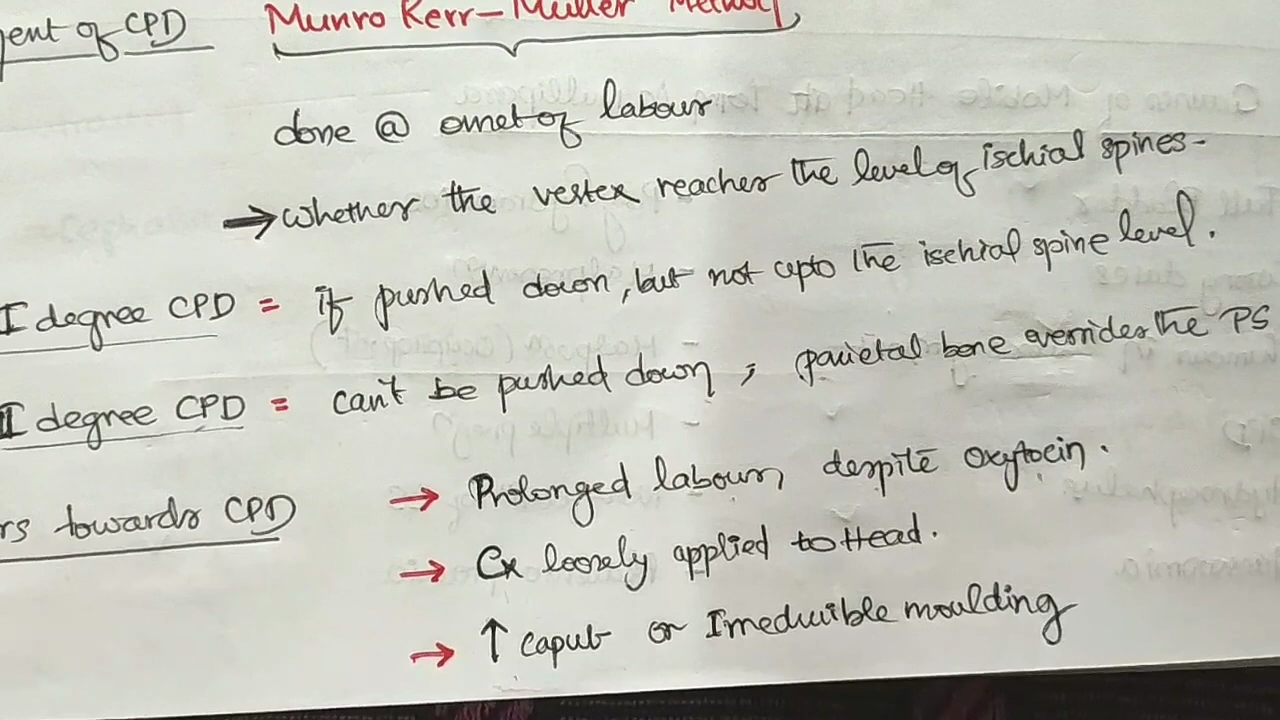 ent of CPD Munro Kerr-Muller Method
done @ onset of labour
→ Whether the vertex reaches the level of ischial spines-
I degree CPD = if pushed down, but not upto the ischial spine level.
I degree CPD = can't be pushed down ; parietal bone overrides the PS
rs towards CPD → Prolonged labour, despite oxytocin.
→ Cx loosely applied to Head.
→ ↑ caput or Irreducible moulding